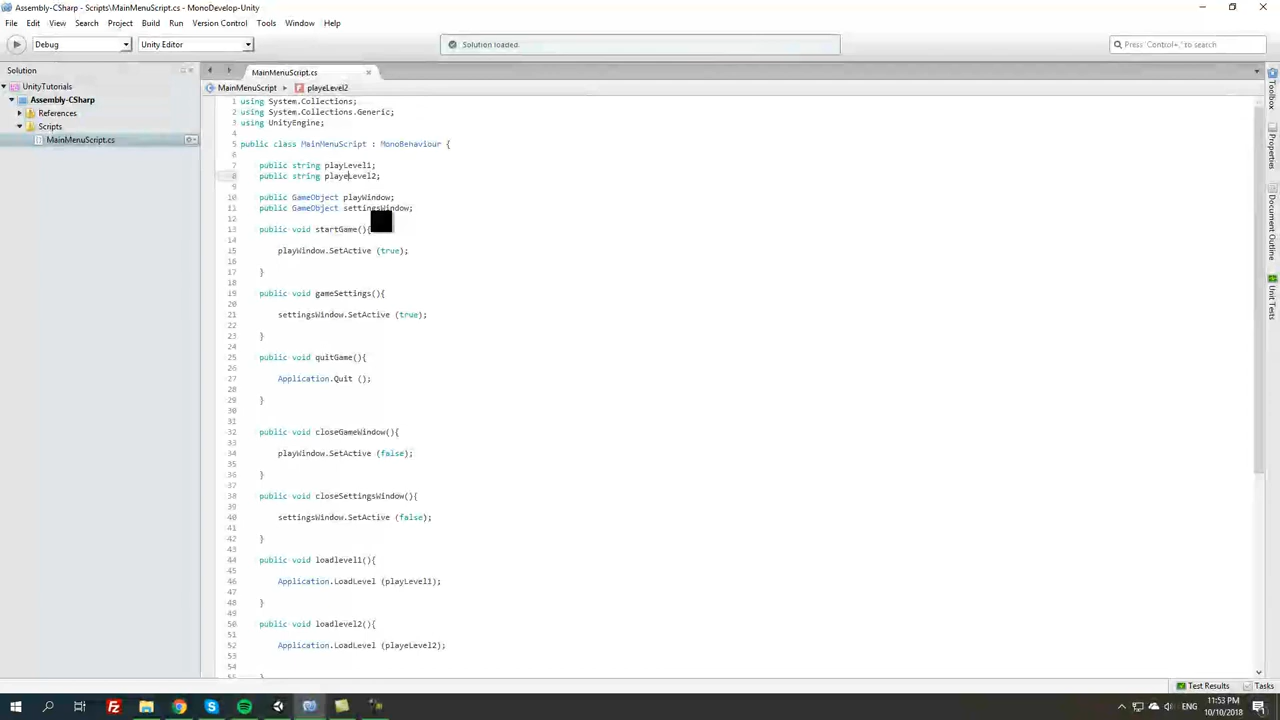 Assembly-CSharp - Scripts\MainMenuScript.cs - MonoDevelop-Unity
File Edit View Search Project Build Run Version Control Tools Window Help
Debug Unity Editor Solution loaded. Press 'Control+,' to search
Solution MainMenuScript.cs
UnityTutorials MainMenuScript playeLevel2
Assembly-CSharp
References
Scripts
MainMenuScript.cs
1 using System.Collections;
2 using System.Collections.Generic;
3 using UnityEngine;
4
5 public class MainMenuScript : MonoBehaviour {
6
7 public string playLevel1;
8 public string playeLevel2;
9
10 public GameObject playWindow;
11 public GameObject settingsWindow;
12
13 public void startGame(){
14
15 playWindow.SetActive (true);
16
17 }
18
19 public void gameSettings(){
20
21 settingsWindow.SetActive (true);
22
23 }
24
25 public void quitGame(){
26
27 Application.Quit ();
28
29 }
30
31
32 public void closeGameWindow(){
33
34 playWindow.SetActive (false);
35
36 }
37
38 public void closeSettingsWindow(){
39
40 settingsWindow.SetActive (false);
41
42 }
43
44 public void loadlevel1(){
45
46 Application.LoadLevel (playLevel1);
47
48 }
49
50 public void loadlevel2(){
51
52 Application.LoadLevel (playeLevel2);
53
54
55 }
Toolbox
Properties
Document Outline
Unit Tests
Test Results Tasks
ENG
11:53 PM
10/10/2018